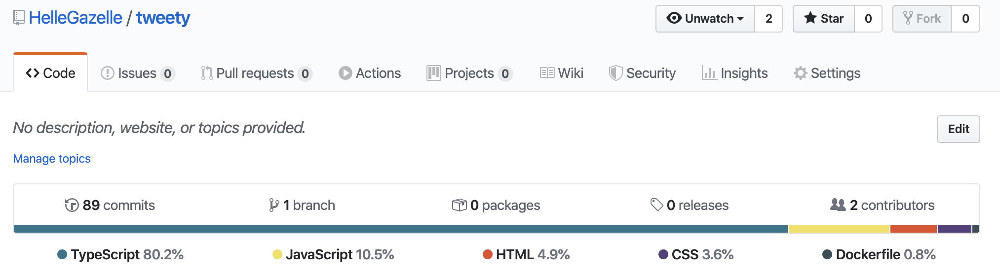 HelleGazelle / tweety
Unwatch 2 Star 0 Fork 0
Code Issues 0 Pull requests 0 Actions Projects 0 Wiki Security Insights Settings
No description, website, or topics provided.
Edit
Manage topics
89 commits 1 branch 0 packages 0 releases 2 contributors
TypeScript 80.2% JavaScript 10.5% HTML 4.9% CSS 3.6% Dockerfile 0.8%